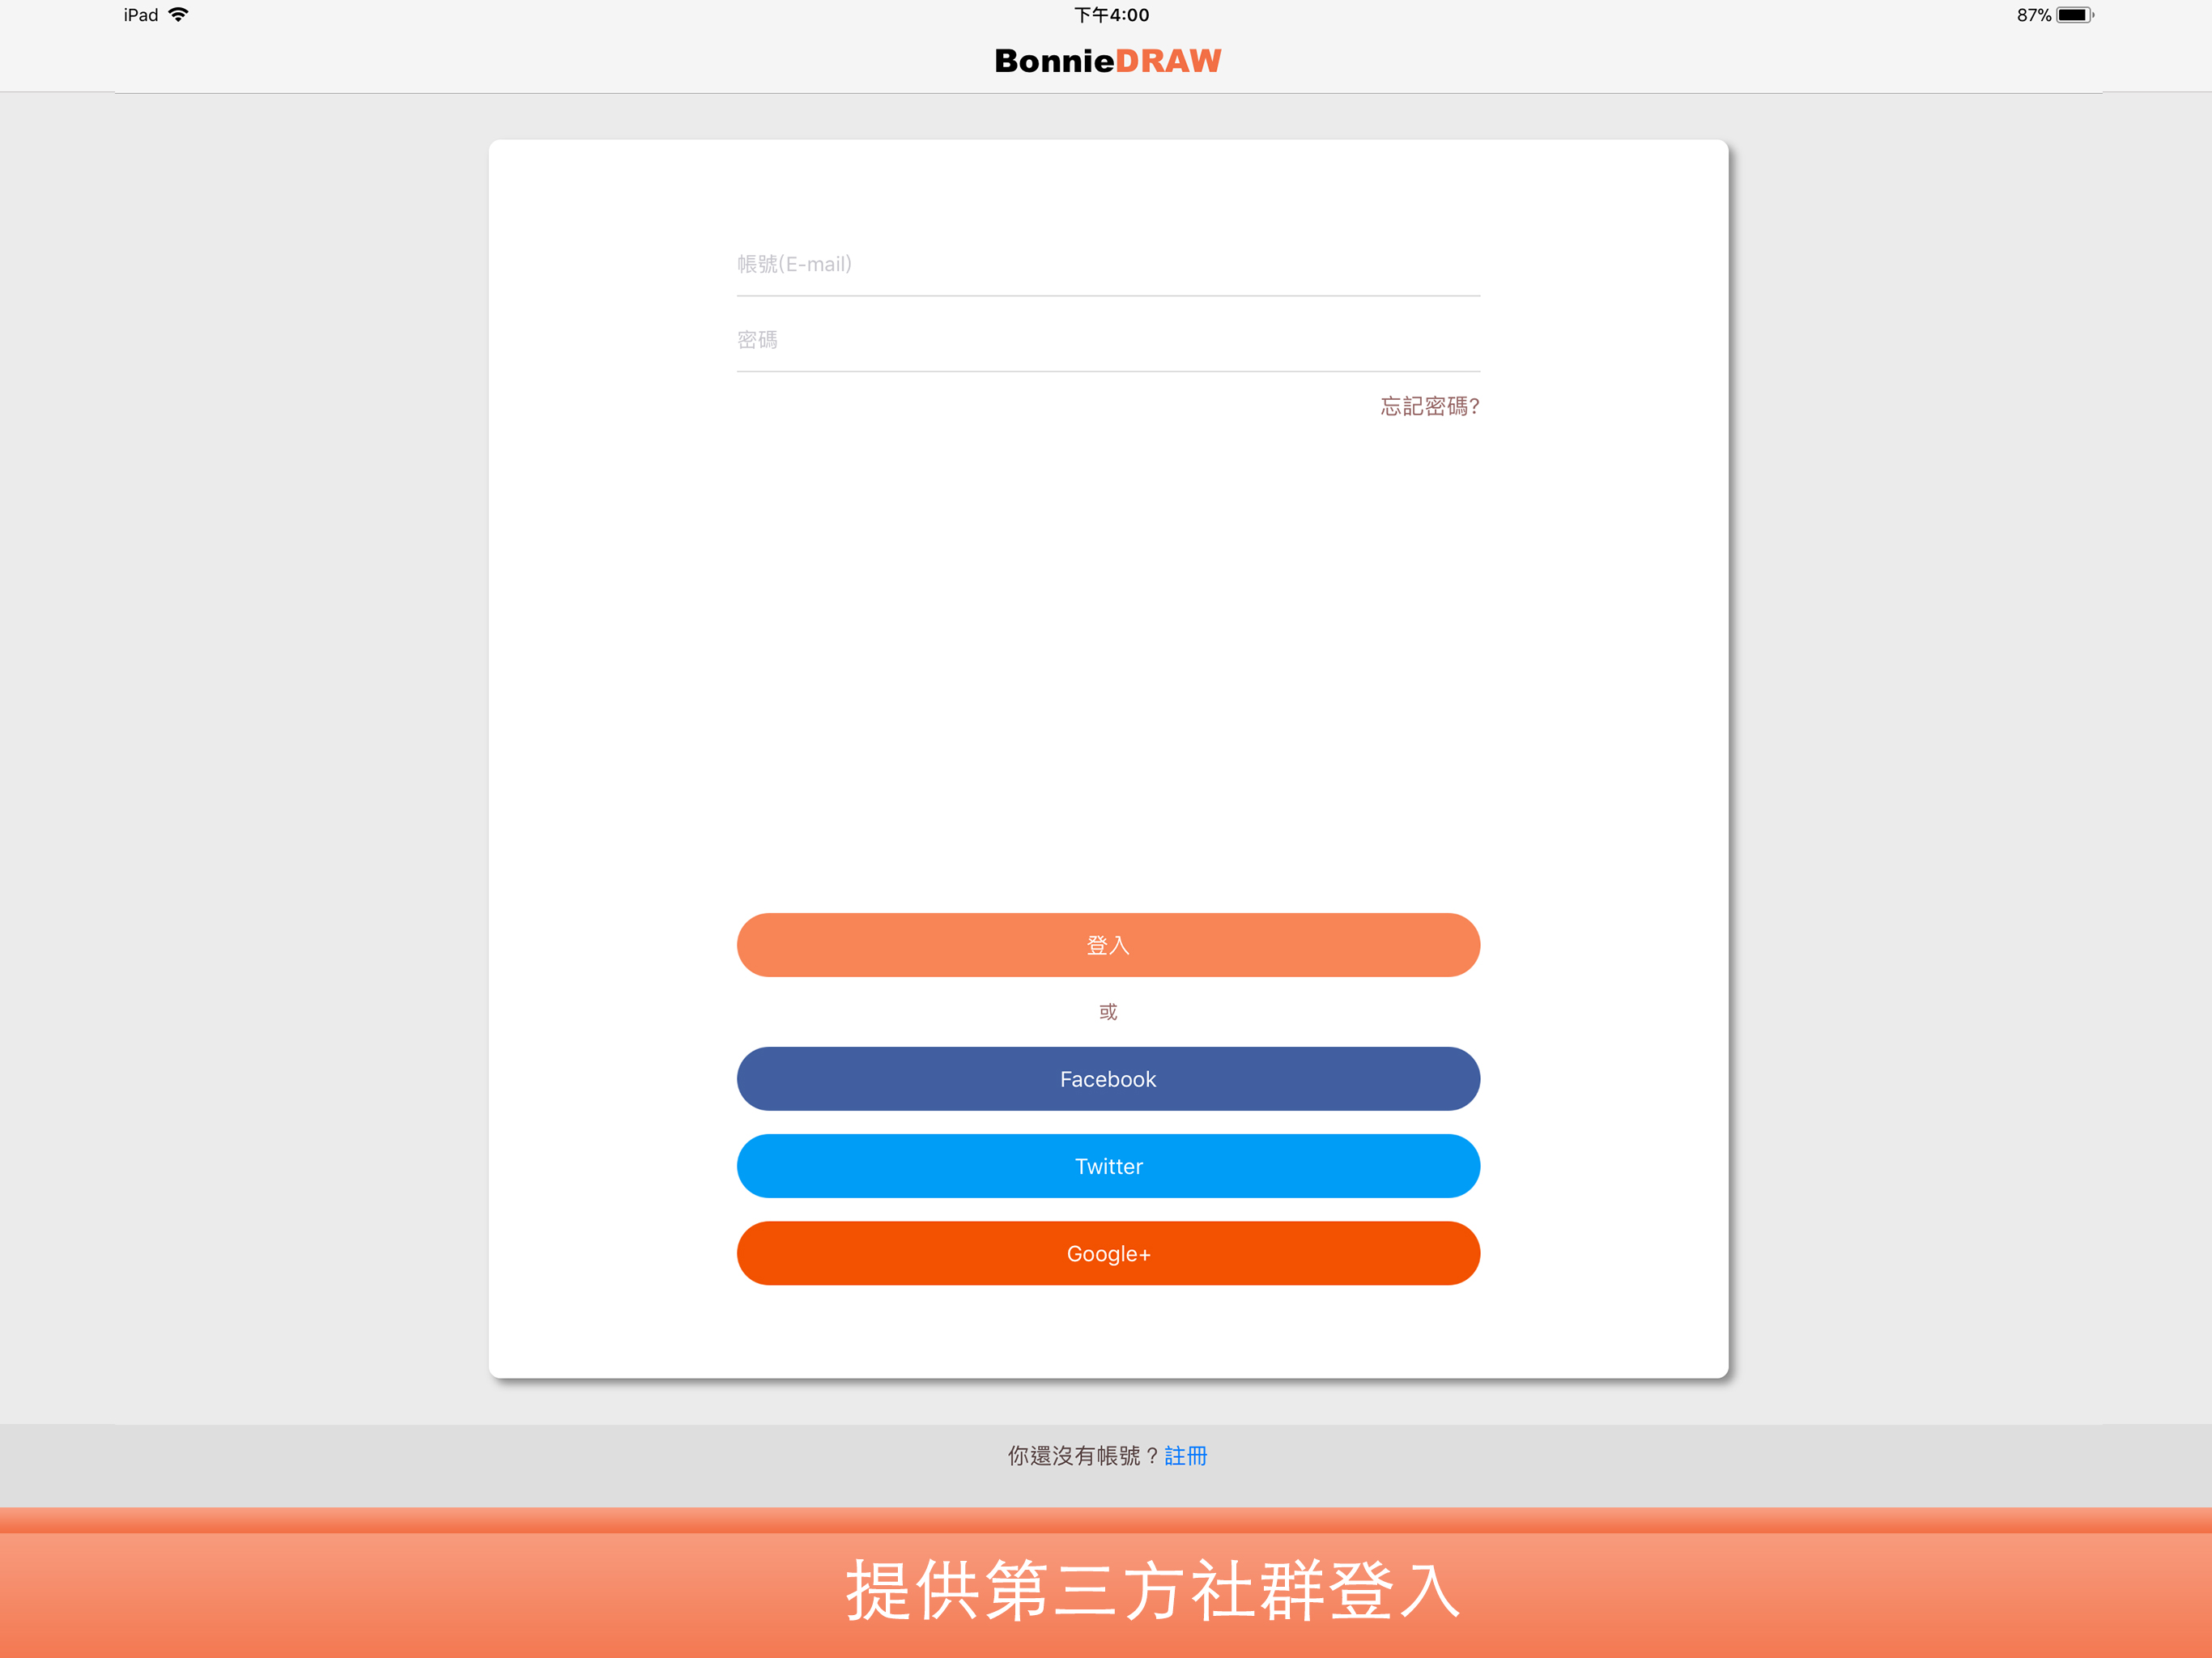 iPad 下午4:00 87%
BonnieDRAW
帳號(E-mail)
密碼
忘記密碼?
登入
或
Facebook
Twitter
Google+
你還沒有帳號？註冊
提供第三方社群登入